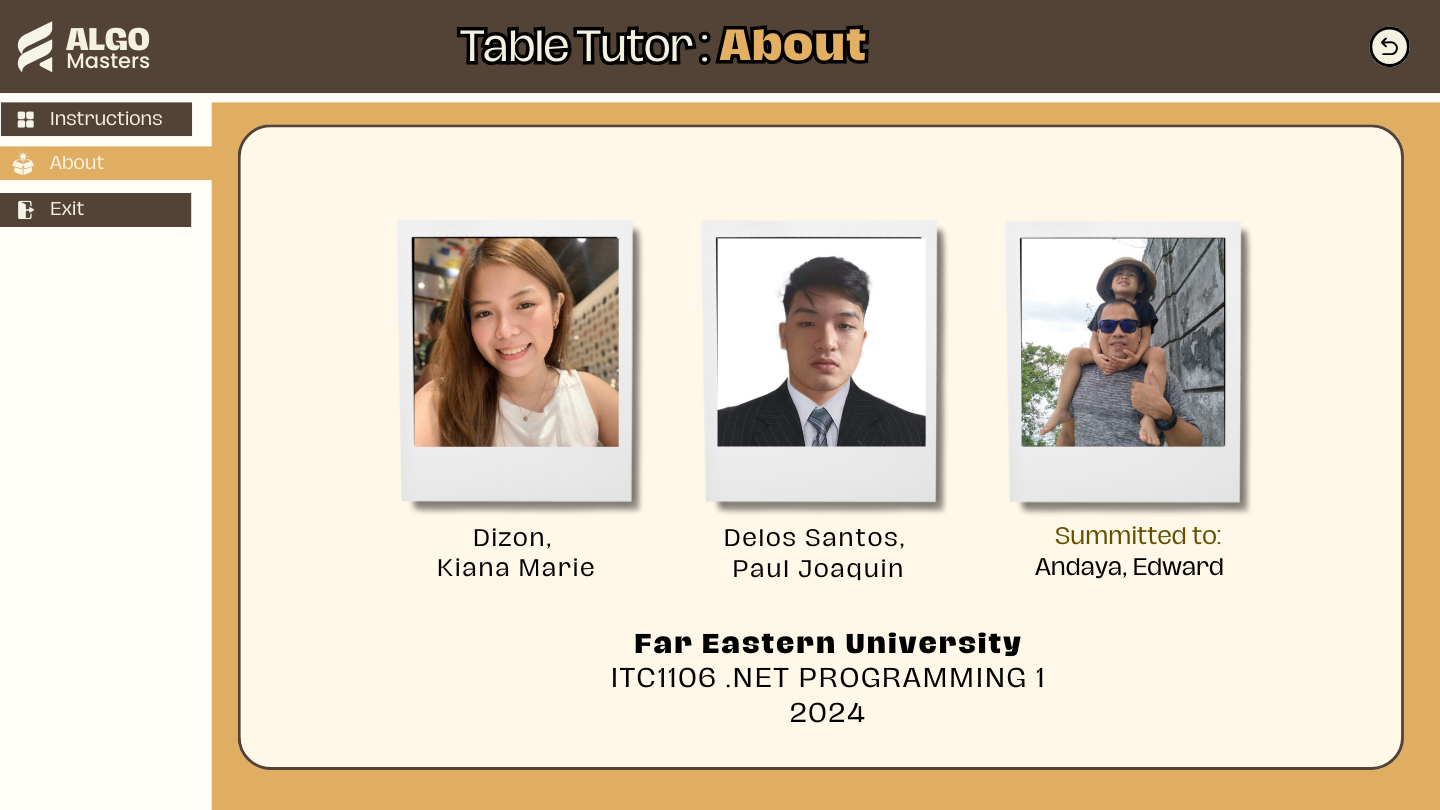 ALGO
Masters
Table Tutor : About
Instructions
About
Exit
Dizon,
Kiana Marie
Delos Santos,
Paul Joaquin
Summitted to:
Andaya, Edward
Far Eastern University
ITC1106 .NET PROGRAMMING 1
2024